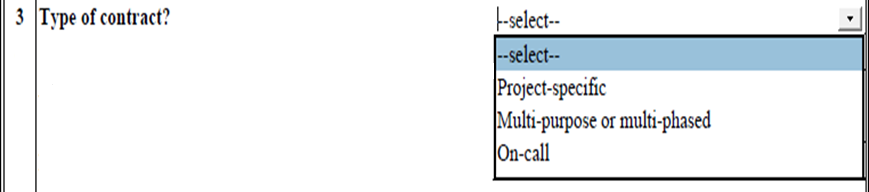 3 Type of contract? --select--
--select--
Project-specific
Multi-purpose or multi-phased
On-call